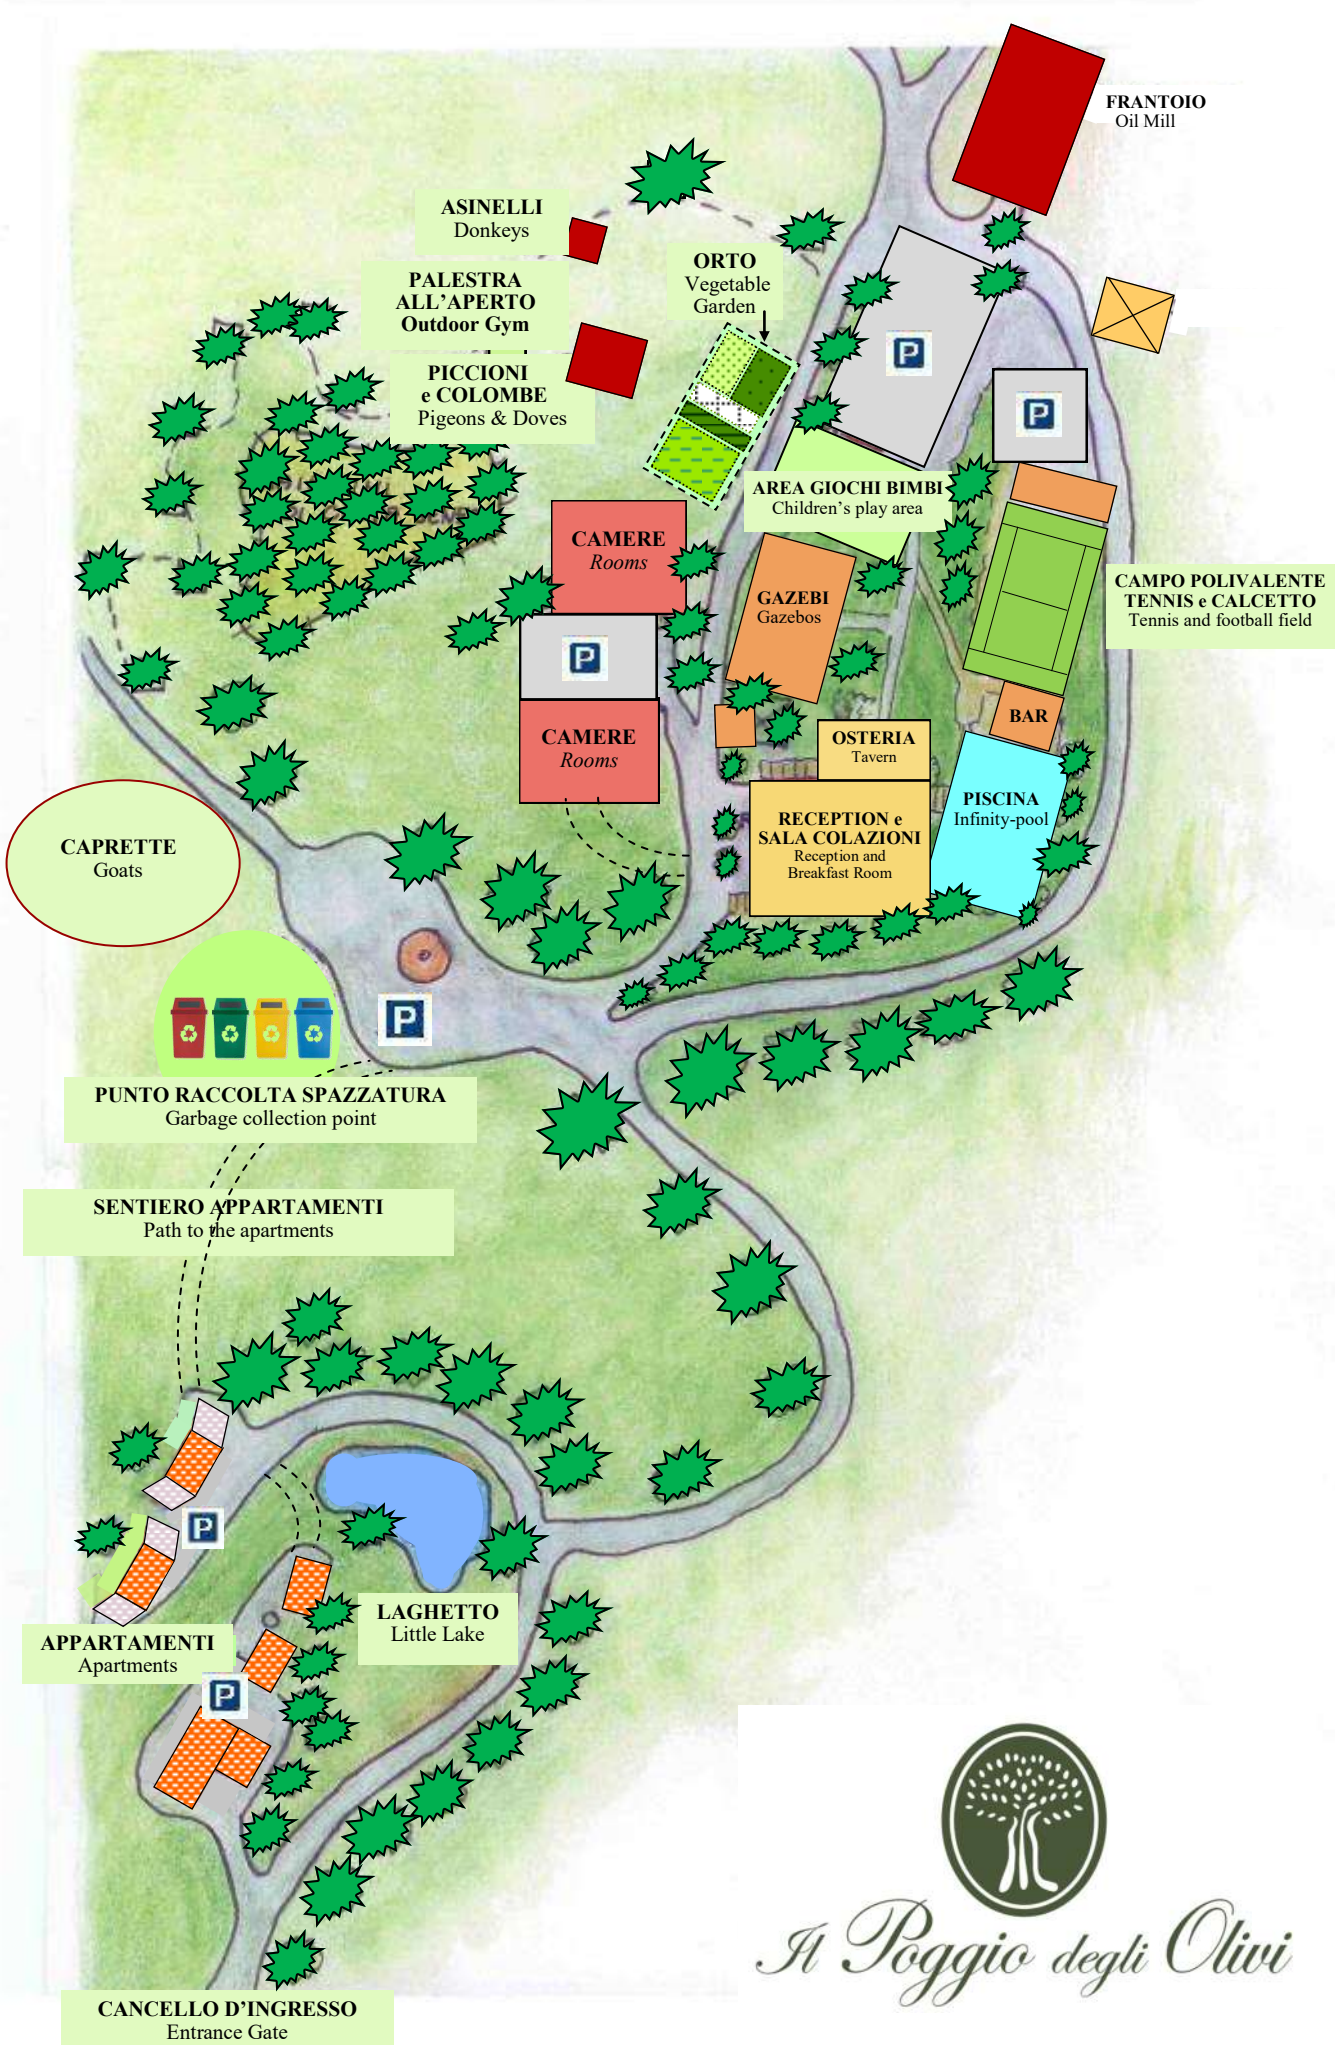 FRANTOIO
Oil Mill
ASINELLI
Donkeys
PALESTRA
ALL'APERTO
Outdoor Gym
ORTO
Vegetable
Garden
P
PICCIONI
e COLOMBE
Pigeons & Doves
P
AREA GIOCHI BIMBI
Children's play area
CAMERE
Rooms
GAZEBI
Gazebos
CAMPO POLIVALENTE
TENNIS e CALCETTO
Tennis and football field
P
BAR
CAMERE
Rooms
OSTERIA
Tavern
PISCINA
Infinity-pool
RECEPTION e
SALA COLAZIONI
Reception and
Breakfast Room
CAPRETTE
Goats
P
PUNTO RACCOLTA SPAZZATURA
Garbage collection point
SENTIERO APPARTAMENTI
Path to the apartments
P
LAGHETTO
Little Lake
APPARTAMENTI
Apartments
P
Il Poggio degli Olivi
CANCELLO D'INGRESSO
Entrance Gate